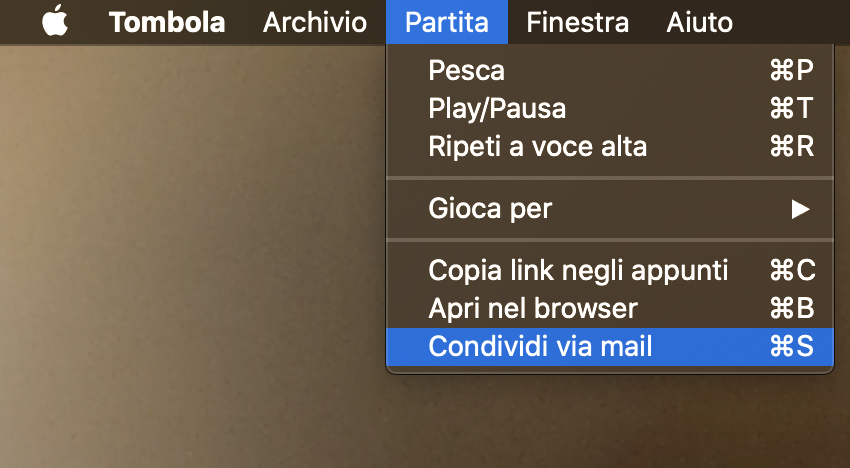 Tombola Archivio Partita Finestra Aiuto
Pesca ⌘P
Play/Pausa ⌘T
Ripeti a voce alta ⌘R
Gioca per ▶
Copia link negli appunti ⌘C
Apri nel browser ⌘B
Condividi via mail ⌘S